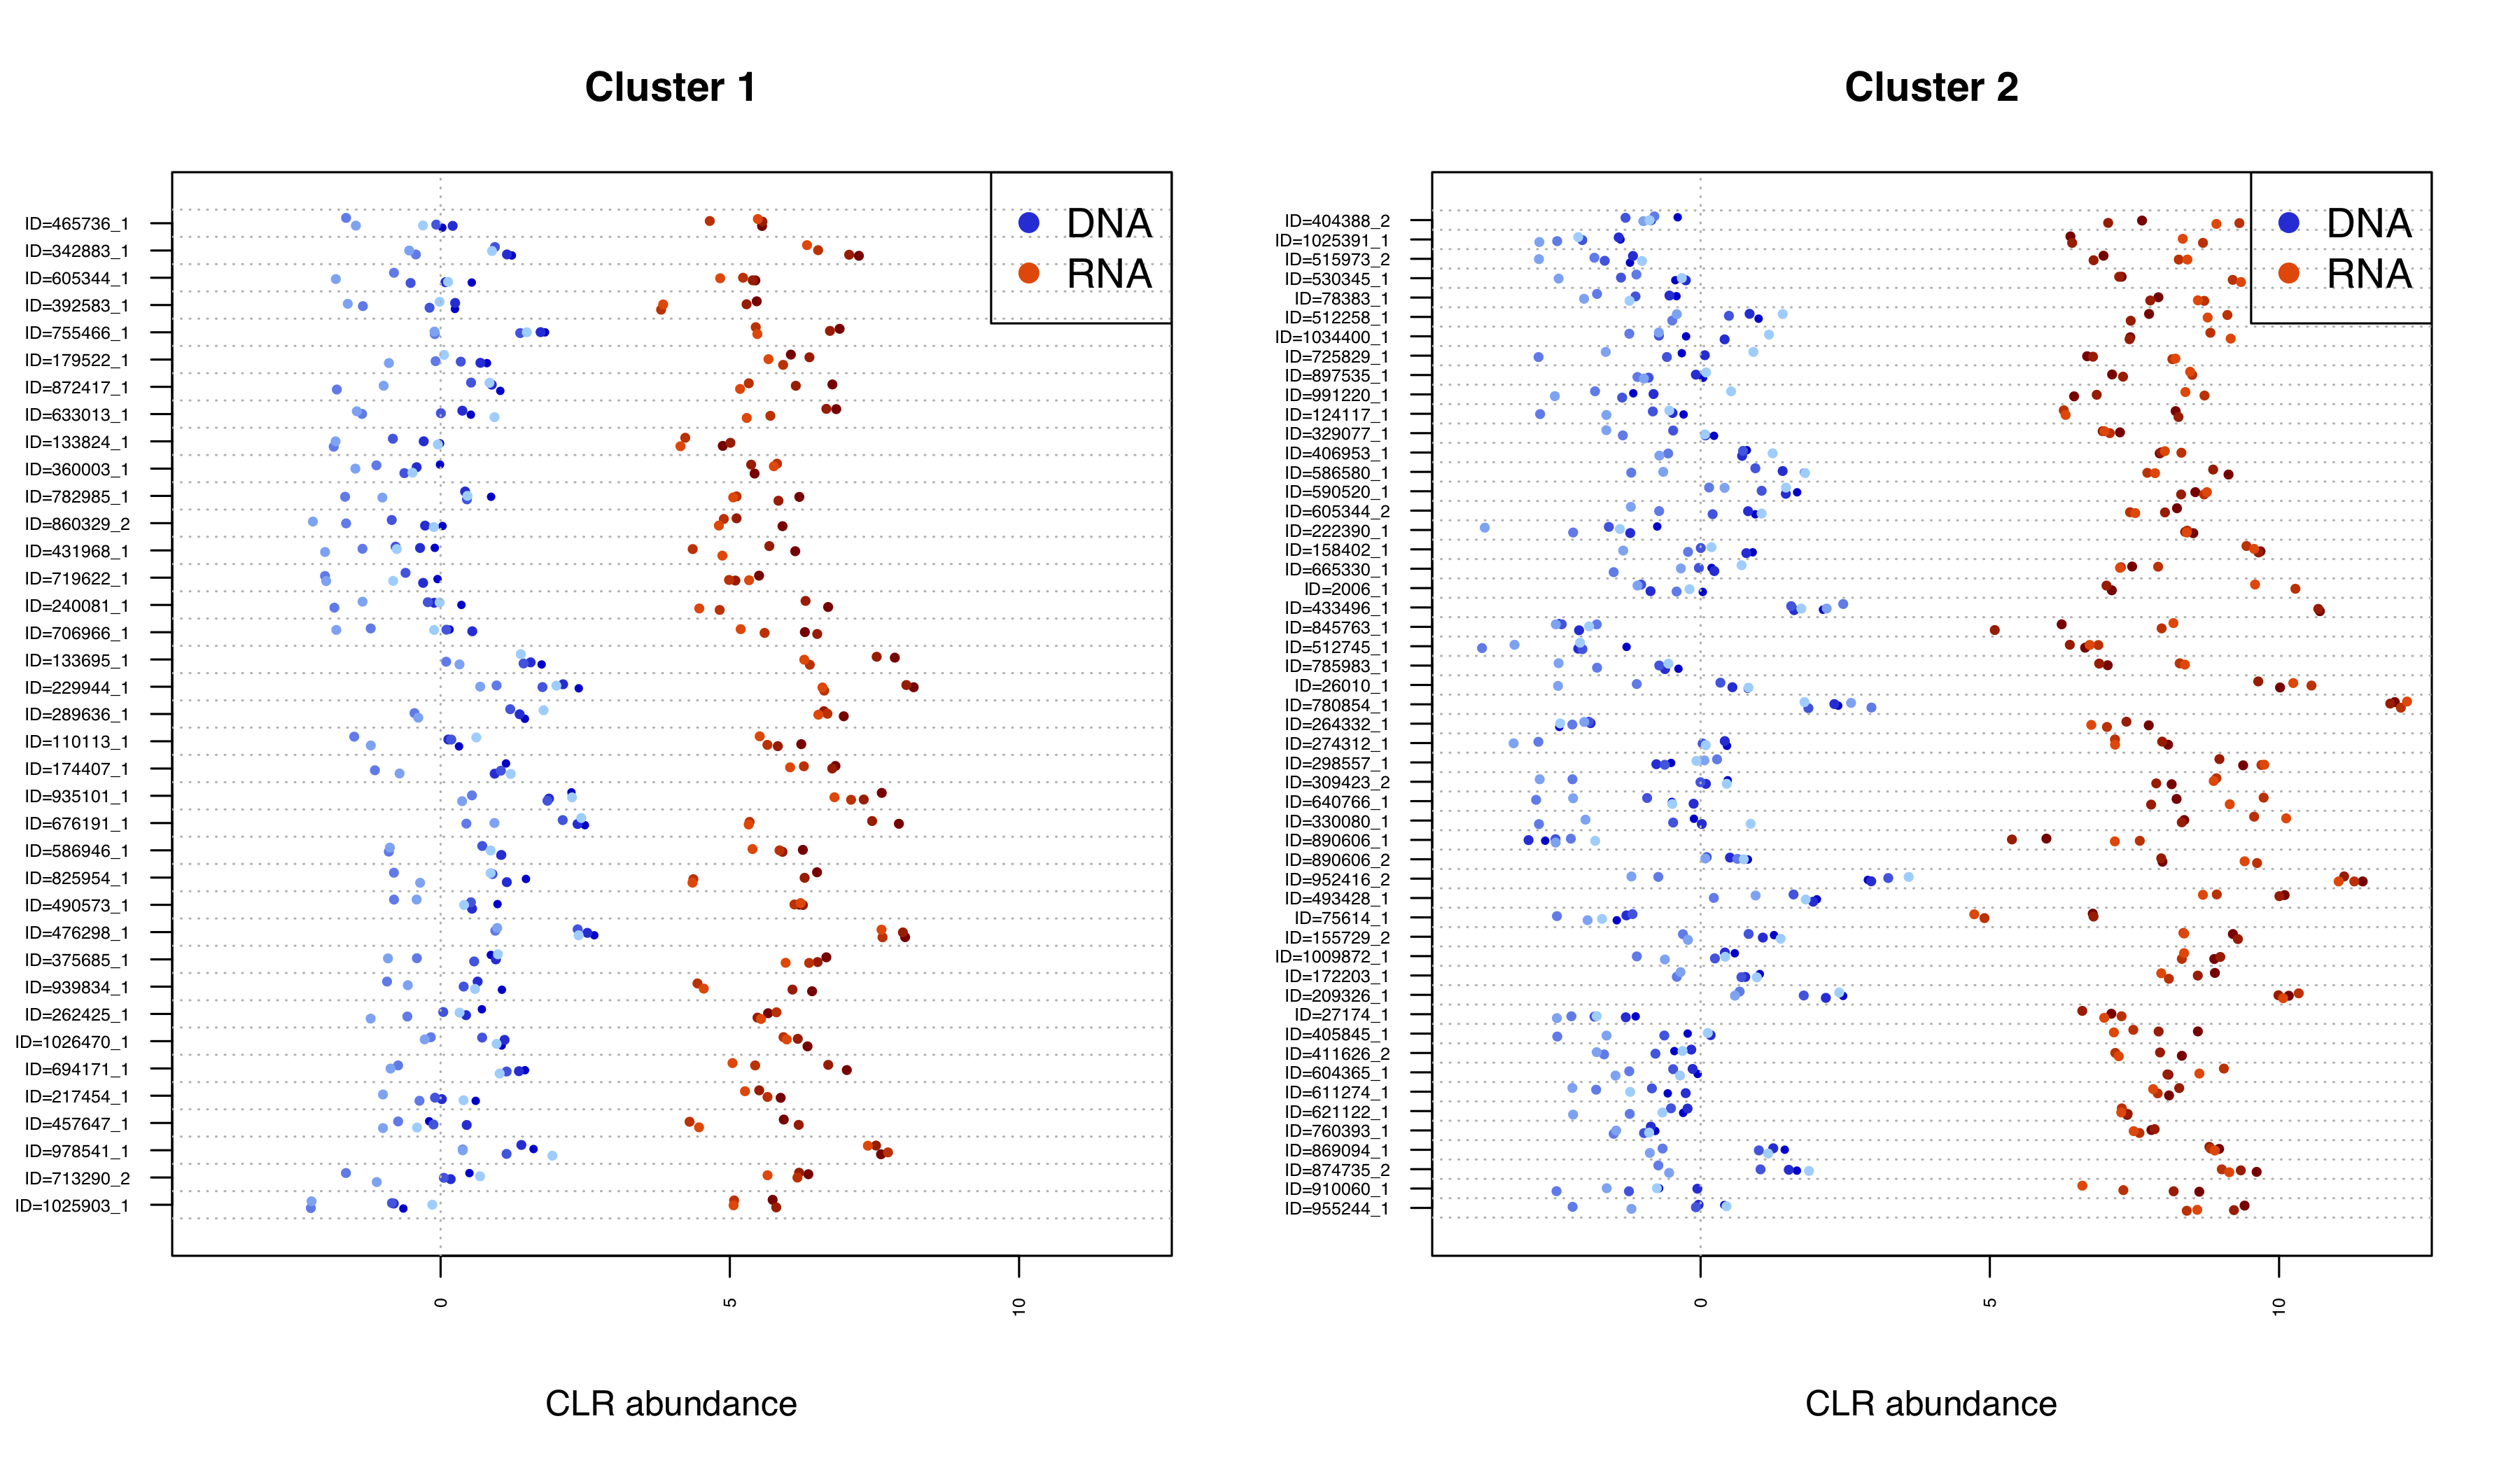 Cluster 1
DNA
RNA
ID=465736_1
ID=342883_1
ID=605344_1
ID=392583_1
ID=755466_1
ID=179522_1
ID=872417_1
ID=633013_1
ID=133824_1
ID=360003_1
ID=782985_1
ID=860329_2
ID=431968_1
ID=719622_1
ID=240081_1
ID=706966_1
ID=133695_1
ID=229944_1
ID=289636_1
ID=110113_1
ID=174407_1
ID=935101_1
ID=676191_1
ID=586946_1
ID=825954_1
ID=490573_1
ID=476298_1
ID=375685_1
ID=939834_1
ID=262425_1
ID=1026470_1
ID=694171_1
ID=217454_1
ID=457647_1
ID=978541_1
ID=713290_2
ID=1025903_1
0
5
10
CLR abundance
Cluster 2
DNA
RNA
ID=404388_2
ID=1025391_1
ID=515973_2
ID=530345_1
ID=78383_1
ID=512258_1
ID=1034400_1
ID=725829_1
ID=897535_1
ID=991220_1
ID=124117_1
ID=329077_1
ID=406953_1
ID=586580_1
ID=590520_1
ID=605344_2
ID=222390_1
ID=158402_1
ID=665330_1
ID=2006_1
ID=433496_1
ID=845763_1
ID=512745_1
ID=785983_1
ID=26010_1
ID=780854_1
ID=264332_1
ID=274312_1
ID=298557_1
ID=309423_2
ID=640766_1
ID=330080_1
ID=890606_1
ID=890606_2
ID=952416_2
ID=493428_1
ID=75614_1
ID=155729_2
ID=1009872_1
ID=172203_1
ID=209326_1
ID=27174_1
ID=405845_1
ID=411626_2
ID=604365_1
ID=611274_1
ID=621122_1
ID=760393_1
ID=869094_1
ID=874735_2
ID=910060_1
ID=955244_1
0
5
10
CLR abundance